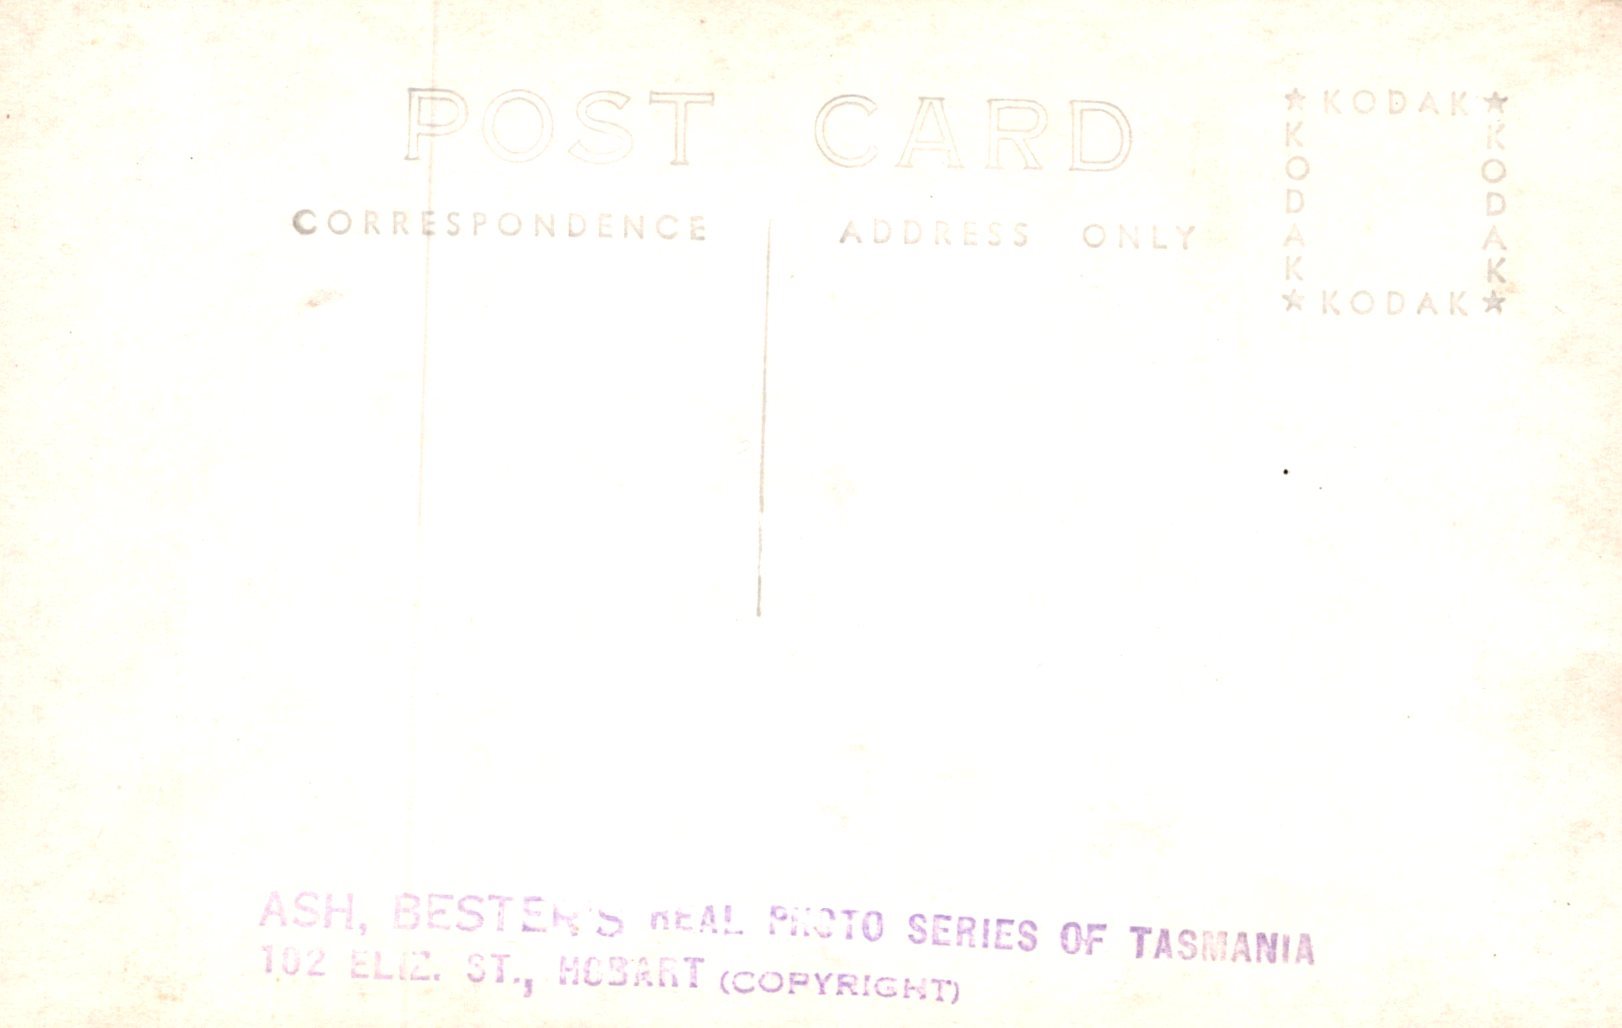 POST CARD
CORRESPONDENCE
ADDRESS ONLY
★ KODAK ★
KODAK
KODAK
★ KODAK ★
ASH, BESTER'S REAL PHOTO SERIES OF TASMANIA
102 ELIZ. ST., HOBART (COPYRIGHT)